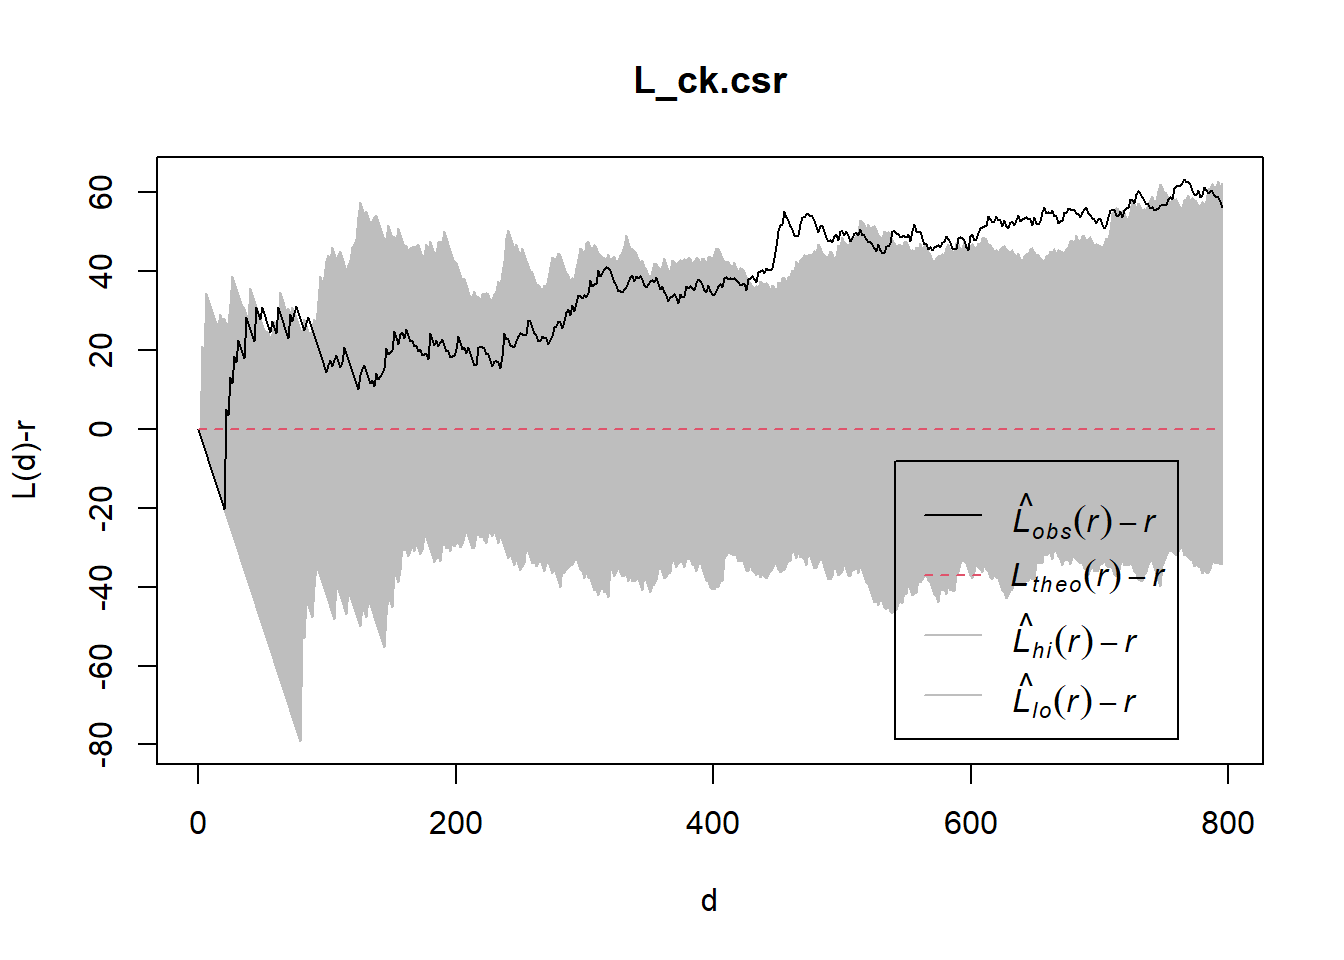 L_ck.csr
L(d)-r
60
40
20
0
-20
-40
-60
-80
0 200 400 600 800
d
L̂obs(r) − r
Ltheo(r) − r
L̂hi(r) − r
L̂lo(r) − r